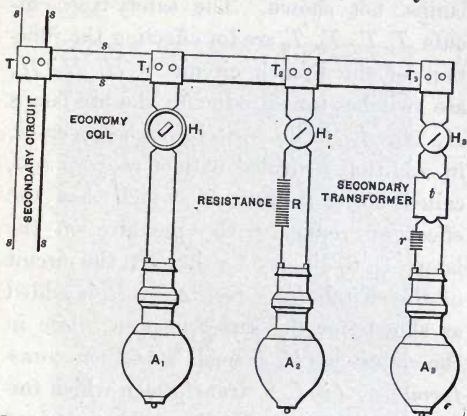 s s
s
T T₁ T₂ T₃
s
ECONOMY
COIL
H₁ H₂ H₃
SECONDARY CIRCUIT
RESISTANCE R
SECONDARY
TRANSFORMER
t
r
s s
A₁ A₂ A₃